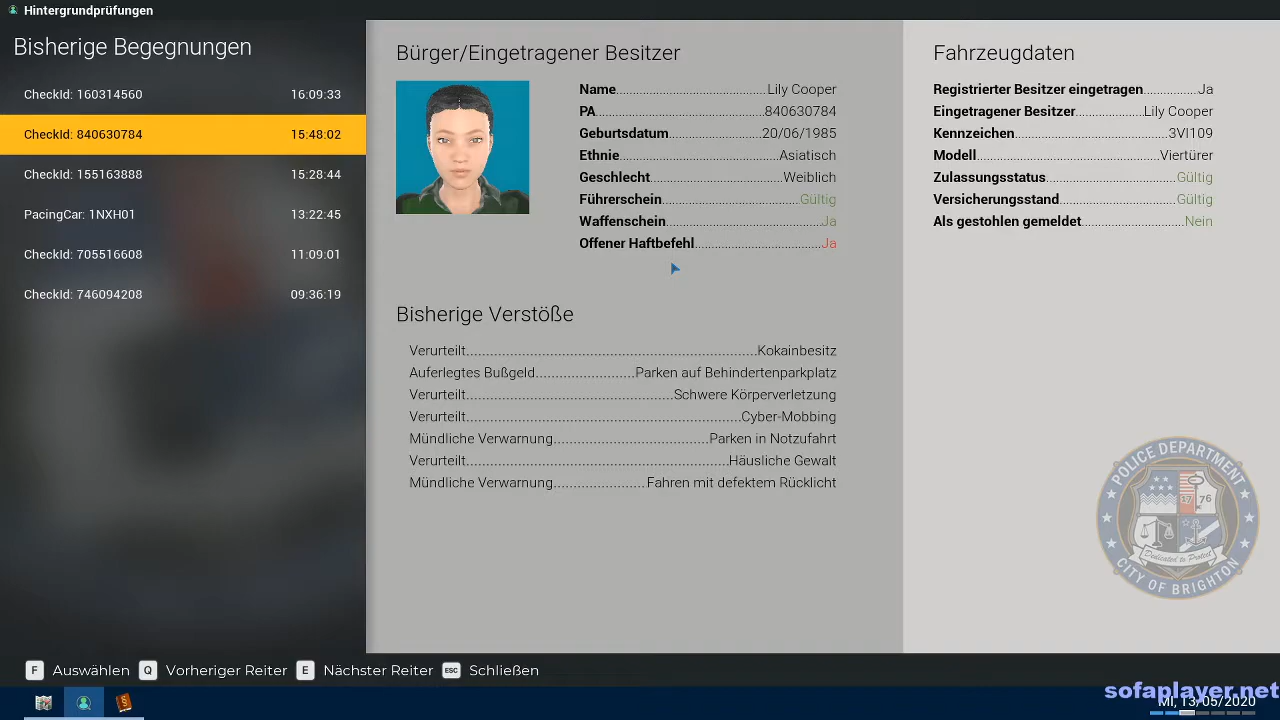 Hintergrundprüfungen
Bisherige Begegnungen
CheckId: 160314560 16:09:33
CheckId: 840630784 15:48:02
CheckId: 155163888 15:28:44
PacingCar: 1NXH01 13:22:45
CheckId: 705516608 11:09:01
CheckId: 746094208 09:36:19
Bürger/Eingetragener Besitzer
Name Lily Cooper
PA 840630784
Geburtsdatum 20/06/1985
Ethnie Asiatisch
Geschlecht Weiblich
Führerschein Gültig
Waffenschein Ja
Offener Haftbefehl Ja
Bisherige Verstöße
Verurteilt Kokainbesitz
Auferlegtes Bußgeld Parken auf Behindertenparkplatz
Verurteilt Schwere Körperverletzung
Verurteilt Cyber-Mobbing
Mündliche Verwarnung Parken in Notzufahrt
Verurteilt Häusliche Gewalt
Mündliche Verwarnung Fahren mit defektem Rücklicht
Fahrzeugdaten
Registrierter Besitzer eingetragen Ja
Eingetragener Besitzer Lily Cooper
Kennzeichen 3VI109
Modell Viertürer
Zulassungsstatus Gültig
Versicherungsstand Gültig
Als gestohlen gemeldet Nein
POLICE DEPARTMENT
17 76
Dedicated to Protect
CITY OF BRIGHTON
F Auswählen Q Vorheriger Reiter E Nächster Reiter ESC Schließen
sofaplayer.net
MI, 13/05/2020